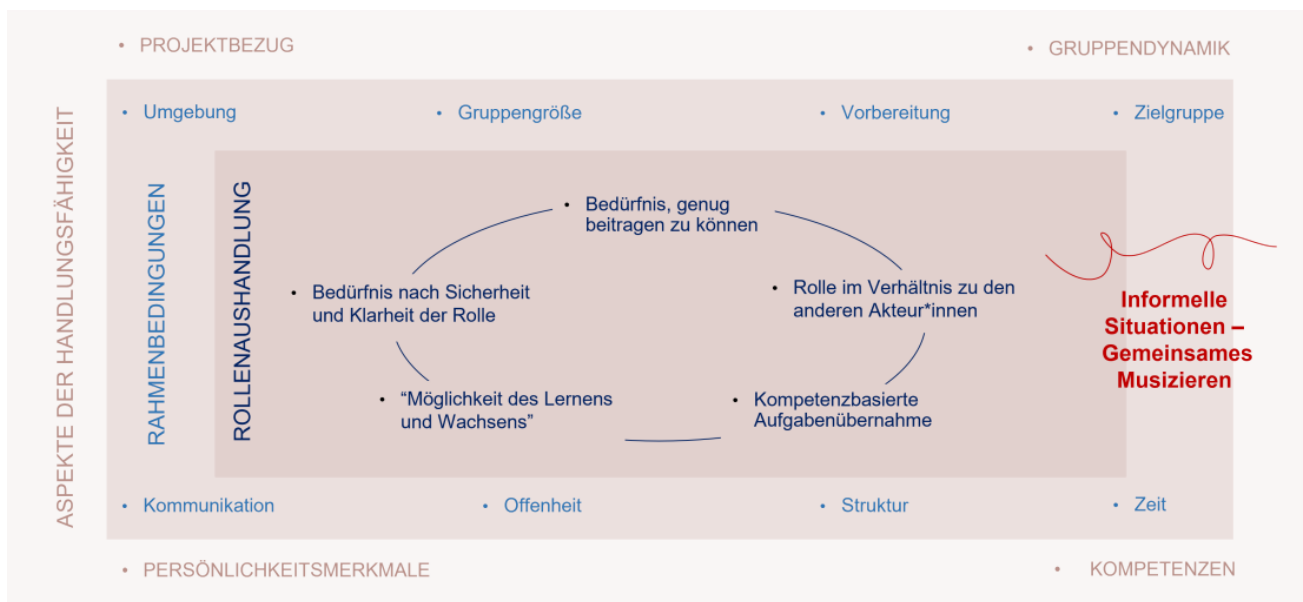 • PROJEKTBEZUG
• GRUPPENDYNAMIK
ASPEKTE DER HANDLUNGSFÄHIGKEIT
• Umgebung
• Gruppengröße
• Vorbereitung
• Zielgruppe
RAHMENBEDINGUNGEN
ROLLENAUSHANDLUNG
• Bedürfnis, genug
beitragen zu können
• Bedürfnis nach Sicherheit
und Klarheit der Rolle
• Rolle im Verhältnis zu den
anderen Akteur*innen
• “Möglichkeit des Lernens
und Wachsens”
• Kompetenzbasierte
Aufgabenübernahme
Informelle
Situationen –
Gemeinsames
Musizieren
• Kommunikation
• Offenheit
• Struktur
• Zeit
• PERSÖNLICHKEITSMERKMALE
• KOMPETENZEN